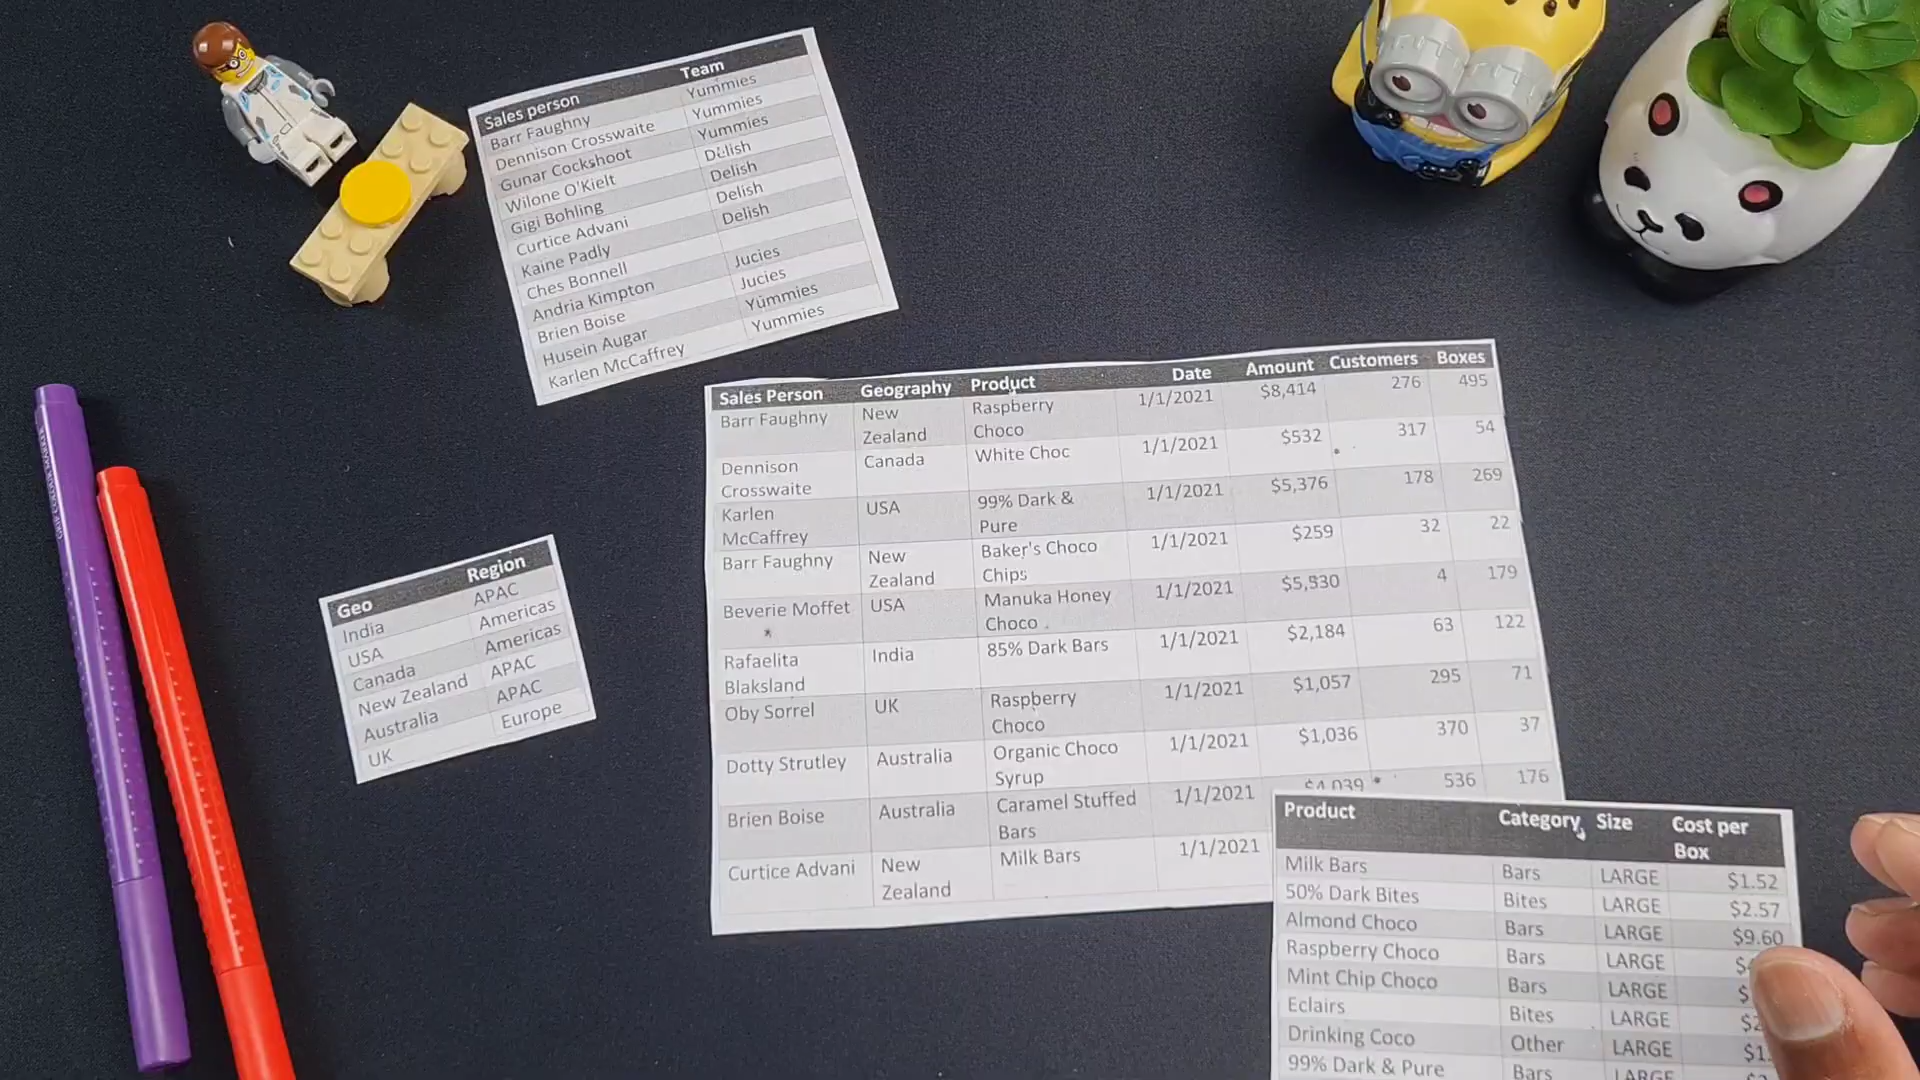 Sales person Team
Barr Faughny Yummies
Dennison Crosswaite Yummies
Gunar Cockshoot Yummies
Wilone O'Kielt Delish
Gigi Bohling Delish
Curtice Advani Delish
Kaine Padly Delish
Ches Bonnell
Andria Kimpton Jucies
Brien Boise Jucies
Husein Augar Yummies
Karlen McCaffrey Yummies
Geo Region
India APAC
USA Americas
Canada Americas
New Zealand APAC
Australia APAC
UK Europe
Sales Person Geography Product Date Amount Customers Boxes
Barr Faughny New Raspberry 1/1/2021 $8,414 276 495
Zealand Choco
Dennison Canada White Choc 1/1/2021 $532 317 54
Crosswaite
Karlen USA 99% Dark & 1/1/2021 $5,376 178 269
McCaffrey Pure
Barr Faughny New Baker's Choco 1/1/2021 $259 32 22
Zealand Chips
Beverie Moffet USA Manuka Honey 1/1/2021 4 179
Choco
Rafaelita India 85% Dark Bars 1/1/2021 $2,184 63 122
Blaksland
Oby Sorrel UK Raspberry 1/1/2021 $1,057 295 71
Choco
Dotty Strutley Australia Organic Choco 1/1/2021 $1,036 370 37
Syrup
Brien Boise Australia Caramel Stuffed 1/1/2021 $4,039 536 176
Bars
Curtice Advani New Milk Bars 1/1/2021
Zealand
Product Category Size Cost per
Box
Milk Bars Bars LARGE $1.52
50% Dark Bites Bites LARGE $2.57
Almond Choco Bars LARGE $9.60
Raspberry Choco Bars LARGE
Mint Chip Choco Bars LARGE $
Eclairs Bites LARGE
Drinking Coco Other LARGE $1.
99% Dark & Pure Bars LARGE